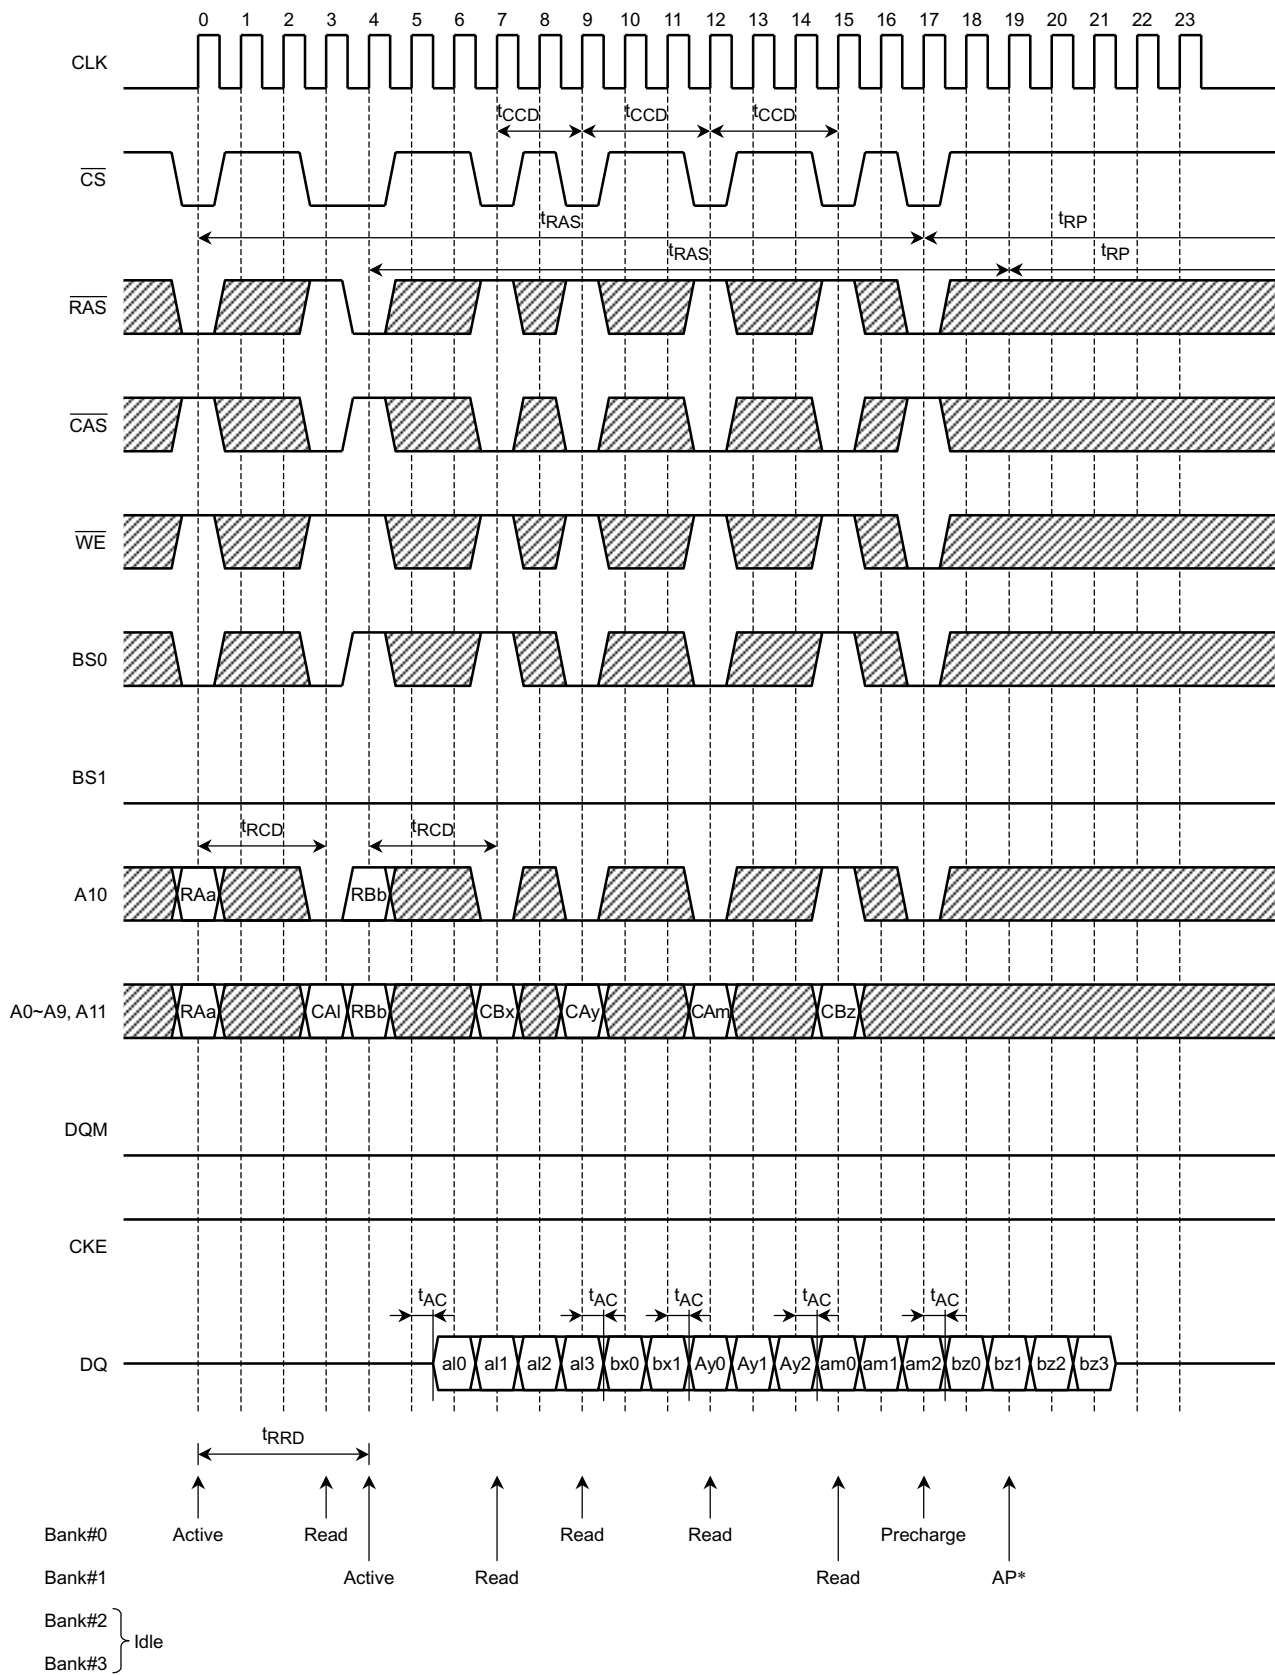 0 1 2 3 4 5 6 7 8 9 10 11 12 13 14 15 16 17 18 19 20 21 22 23
CLK
tCCD tCCD tCCD
CS
tRAS tRP
tRAS tRP
RAS
CAS
WE
BS0
BS1
tRCD tRCD
A10 RAa RBb
A0~A9, A11 RAa CAl RBb CBx CAy CAm CBz
DQM
CKE
tAC tAC tAC tAC tAC
DQ al0 al1 al2 al3 bx0 bx1 Ay0 Ay1 Ay2 am0 am1 am2 bz0 bz1 bz2 bz3
tRRD
Bank#0 Active Read Read Read Precharge
Bank#1 Active Read Read AP*
Bank#2
Idle
Bank#3